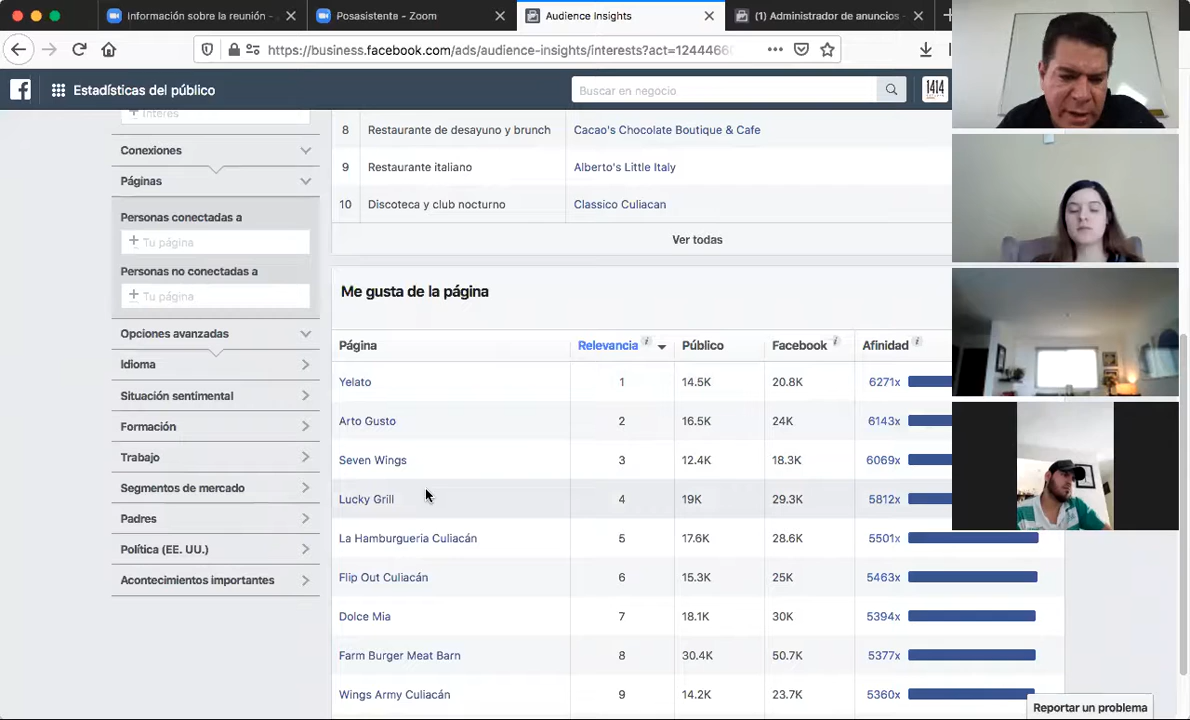 Información sobre la reunión -
Posasistente - Zoom
Audience Insights
(1) Administrador de anuncios
https://business.facebook.com/ads/audience-insights/interests?act=12444660
Estadísticas del público
Buscar en negocio
1414
Interés
Conexiones
Páginas
Personas conectadas a
Tu página
Personas no conectadas a
Tu página
Opciones avanzadas
Idioma
Situación sentimental
Formación
Trabajo
Segmentos de mercado
Padres
Política (EE. UU.)
Acontecimientos importantes
8 Restaurante de desayuno y brunch Cacao's Chocolate Boutique & Cafe
9 Restaurante italiano Alberto's Little Italy
10 Discoteca y club nocturno Classico Culiacan
Ver todas
Me gusta de la página
Página Relevancia Público Facebook Afinidad
Yelato 1 14.5K 20.8K 6271x
Arto Gusto 2 16.5K 24K 6143x
Seven Wings 3 12.4K 18.3K 6069x
Lucky Grill 4 19K 29.3K 5812x
La Hamburgueria Culiacán 5 17.6K 28.6K 5501x
Flip Out Culiacán 6 15.3K 25K 5463x
Dolce Mia 7 18.1K 30K 5394x
Farm Burger Meat Barn 8 30.4K 50.7K 5377x
Wings Army Culiacán 9 14.2K 23.7K 5360x
Reportar un problema